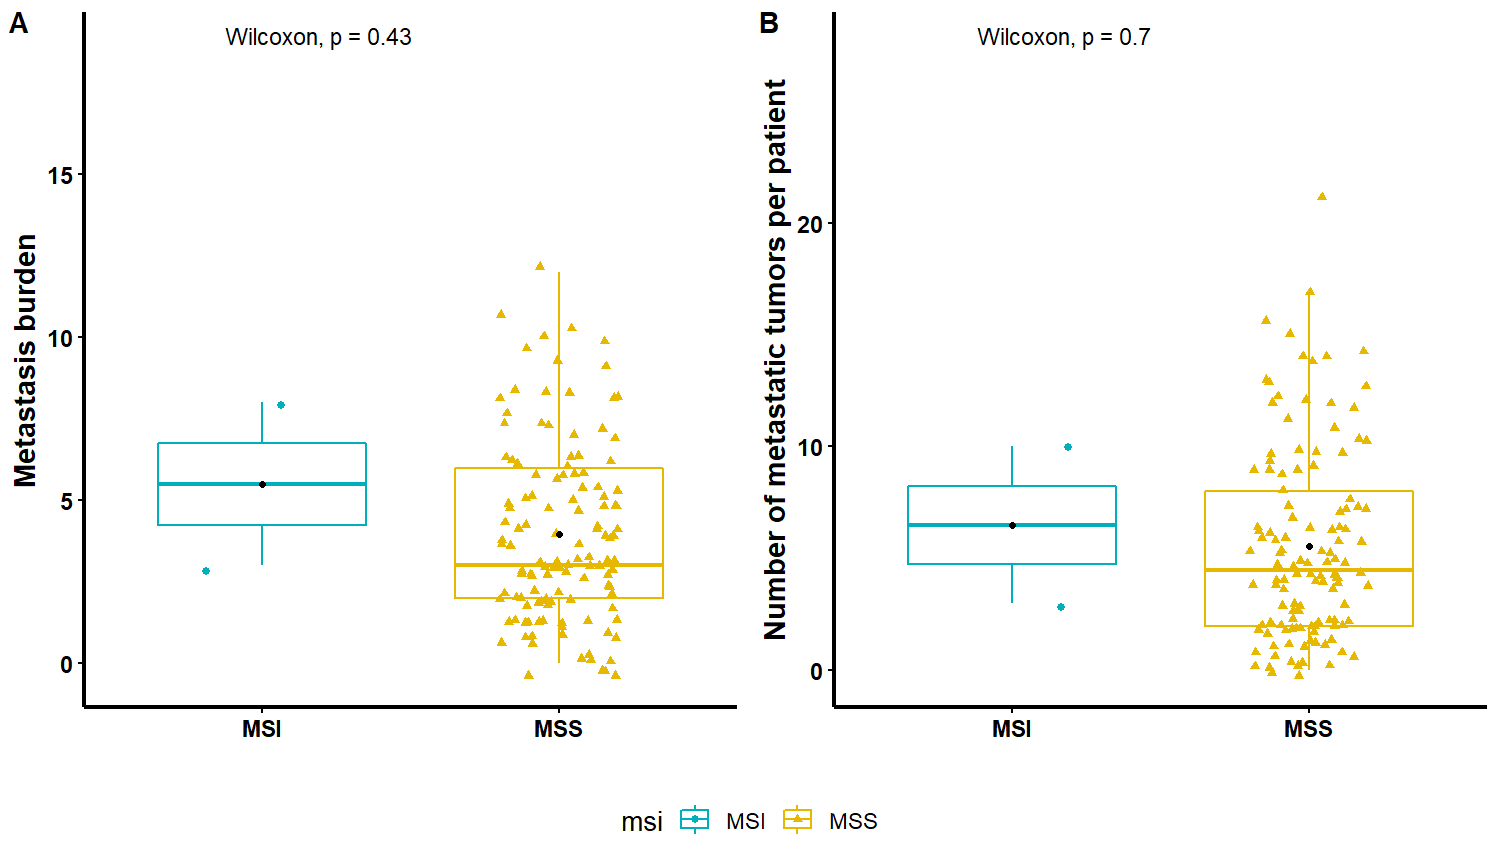 A
Wilcoxon, p = 0.43
Metastasis burden
15
10
5
0
MSI
MSS
B
Wilcoxon, p = 0.7
Number of metastatic tumors per patient
20
10
0
MSI
MSS
msi
MSI
MSS